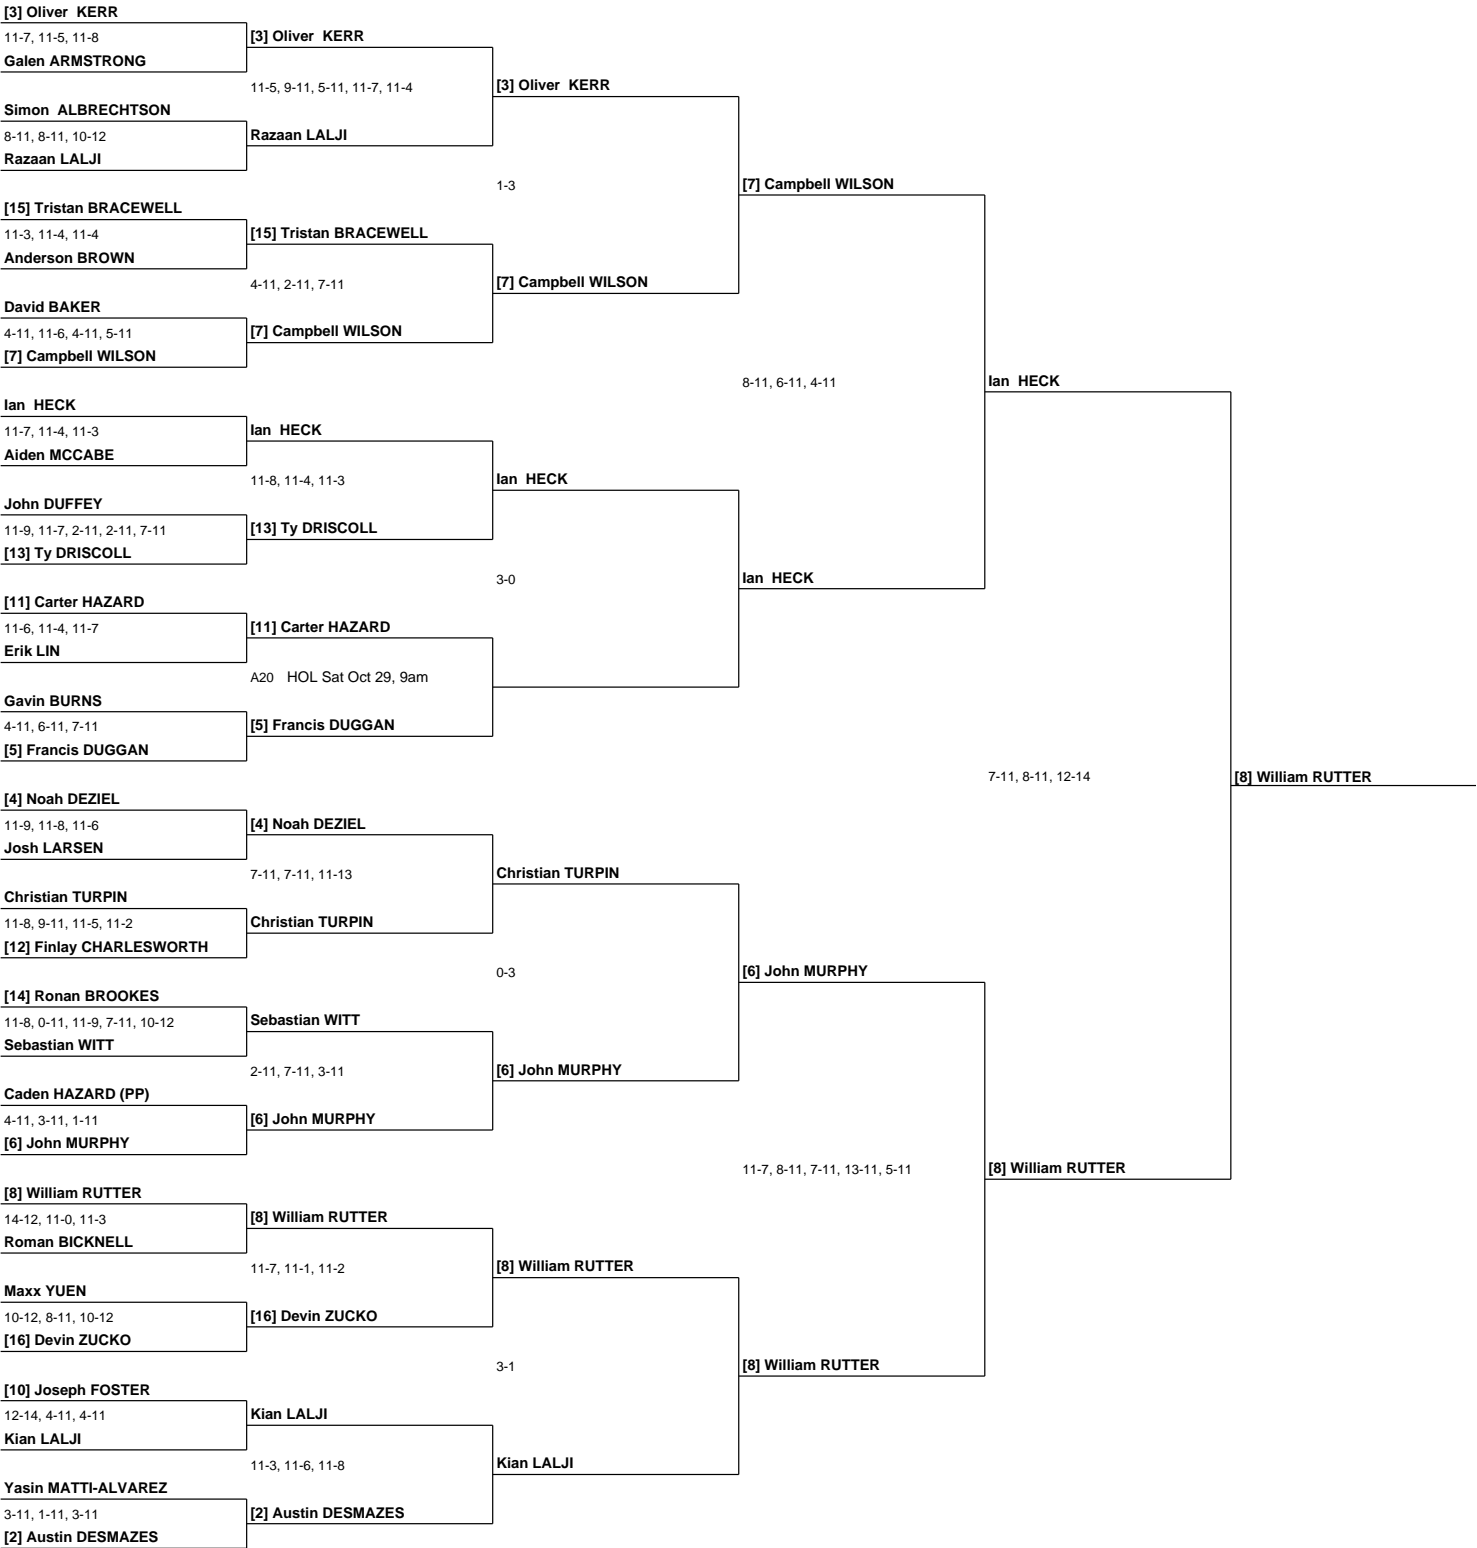 [3] Oliver  KERR
11-7, 11-5, 11-8
Galen ARMSTRONG
Simon  ALBRECHTSON
8-11, 8-11, 10-12
Razaan LALJI
[15] Tristan BRACEWELL
11-3, 11-4, 11-4
Anderson BROWN
David BAKER
4-11, 11-6, 4-11, 5-11
[7] Campbell WILSON
Ian  HECK
11-7, 11-4, 11-3
Aiden MCCABE
John DUFFEY
11-9, 11-7, 2-11, 2-11, 7-11
[13] Ty DRISCOLL
[11] Carter HAZARD
11-6, 11-4, 11-7
Erik LIN
Gavin BURNS
4-11, 6-11, 7-11
[5] Francis DUGGAN
[4] Noah DEZIEL
11-9, 11-8, 11-6
Josh LARSEN
Christian TURPIN
11-8, 9-11, 11-5, 11-2
[12] Finlay CHARLESWORTH
[14] Ronan BROOKES
11-8, 0-11, 11-9, 7-11, 10-12
Sebastian WITT
Caden HAZARD (PP)
4-11, 3-11, 1-11
[6] John MURPHY
[8] William RUTTER
14-12, 11-0, 11-3
Roman BICKNELL
Maxx YUEN
10-12, 8-11, 10-12
[16] Devin ZUCKO
[10] Joseph FOSTER
12-14, 4-11, 4-11
Kian LALJI
Yasin MATTI-ALVAREZ
3-11, 1-11, 3-11
[2] Austin DESMAZES
[3] Oliver  KERR
11-5, 9-11, 5-11, 11-7, 11-4
Razaan LALJI
[15] Tristan BRACEWELL
4-11, 2-11, 7-11
[7] Campbell WILSON
Ian  HECK
11-8, 11-4, 11-3
[13] Ty DRISCOLL
[11] Carter HAZARD
A20   HOL Sat Oct 29, 9am
[5] Francis DUGGAN
[4] Noah DEZIEL
7-11, 7-11, 11-13
Christian TURPIN
Sebastian WITT
2-11, 7-11, 3-11
[6] John MURPHY
[8] William RUTTER
11-7, 11-1, 11-2
[16] Devin ZUCKO
Kian LALJI
11-3, 11-6, 11-8
[2] Austin DESMAZES
[3] Oliver  KERR
1-3
[7] Campbell WILSON
Ian  HECK
3-0
Christian TURPIN
0-3
[6] John MURPHY
[8] William RUTTER
3-1
Kian LALJI
[7] Campbell WILSON
8-11, 6-11, 4-11
Ian  HECK
[6] John MURPHY
11-7, 8-11, 7-11, 13-11, 5-11
[8] William RUTTER
Ian  HECK
7-11, 8-11, 12-14
[8] William RUTTER
[8] William RUTTER